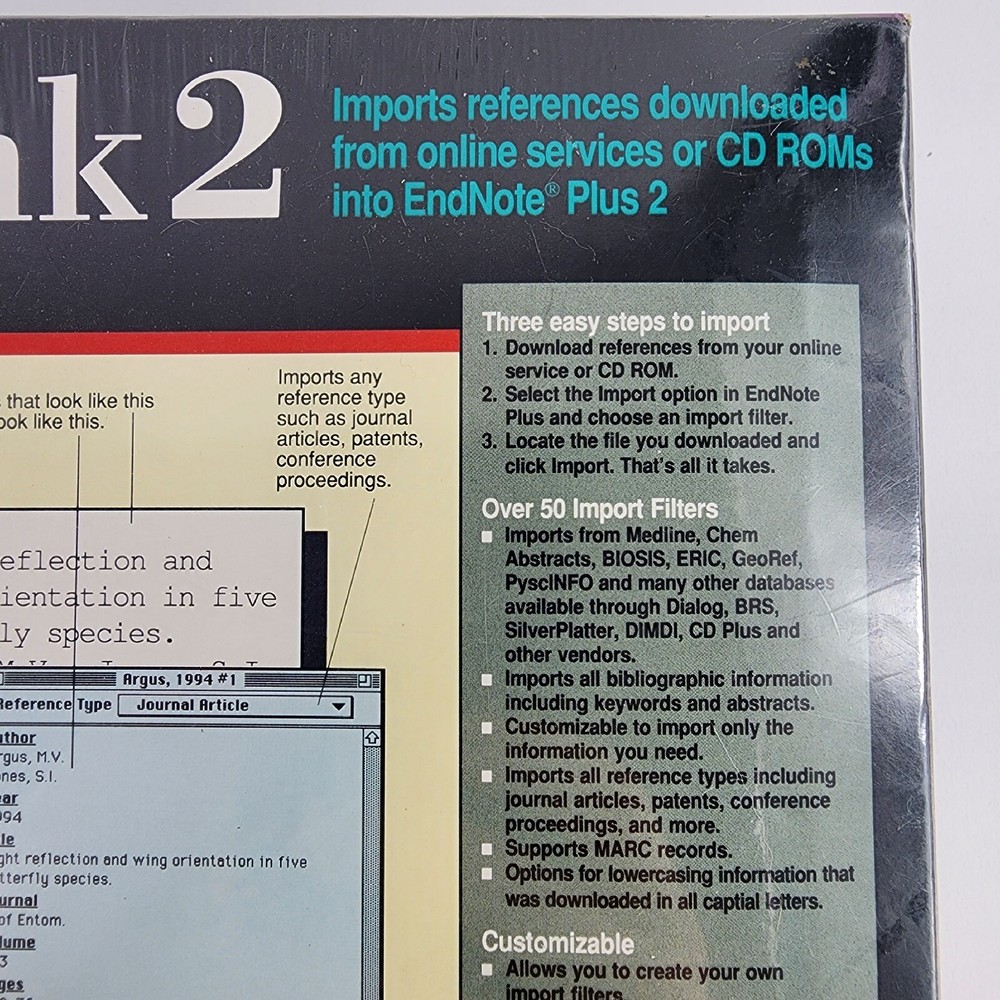 nk 2
Imports references downloaded
from online services or CD ROMs
into EndNote® Plus 2
s that look like this
ook like this.
Imports any
reference type
such as journal
articles, patents,
conference
proceedings.
eflection and
ientation in five
ly species.
Argus, 1994 #1
Reference Type Journal Article
uthor
rgus, M.V.
ones, S.I.
ear
994
le
ght reflection and wing orientation in five
tterfly species.
urnal
of Entom.
lume
3
ges
Three easy steps to import
1. Download references from your online
service or CD ROM.
2. Select the Import option in EndNote
Plus and choose an import filter.
3. Locate the file you downloaded and
click Import. That's all it takes.
Over 50 Import Filters
Imports from Medline, Chem
Abstracts, BIOSIS, ERIC, GeoRef,
PyscINFO and many other databases
available through Dialog, BRS,
SilverPlatter, DIMDI, CD Plus and
other vendors.
Imports all bibliographic information
including keywords and abstracts.
Customizable to import only the
information you need.
Imports all reference types including
journal articles, patents, conference
proceedings, and more.
Supports MARC records.
Options for lowercasing information that
was downloaded in all captial letters.
Customizable
Allows you to create your own
import filters